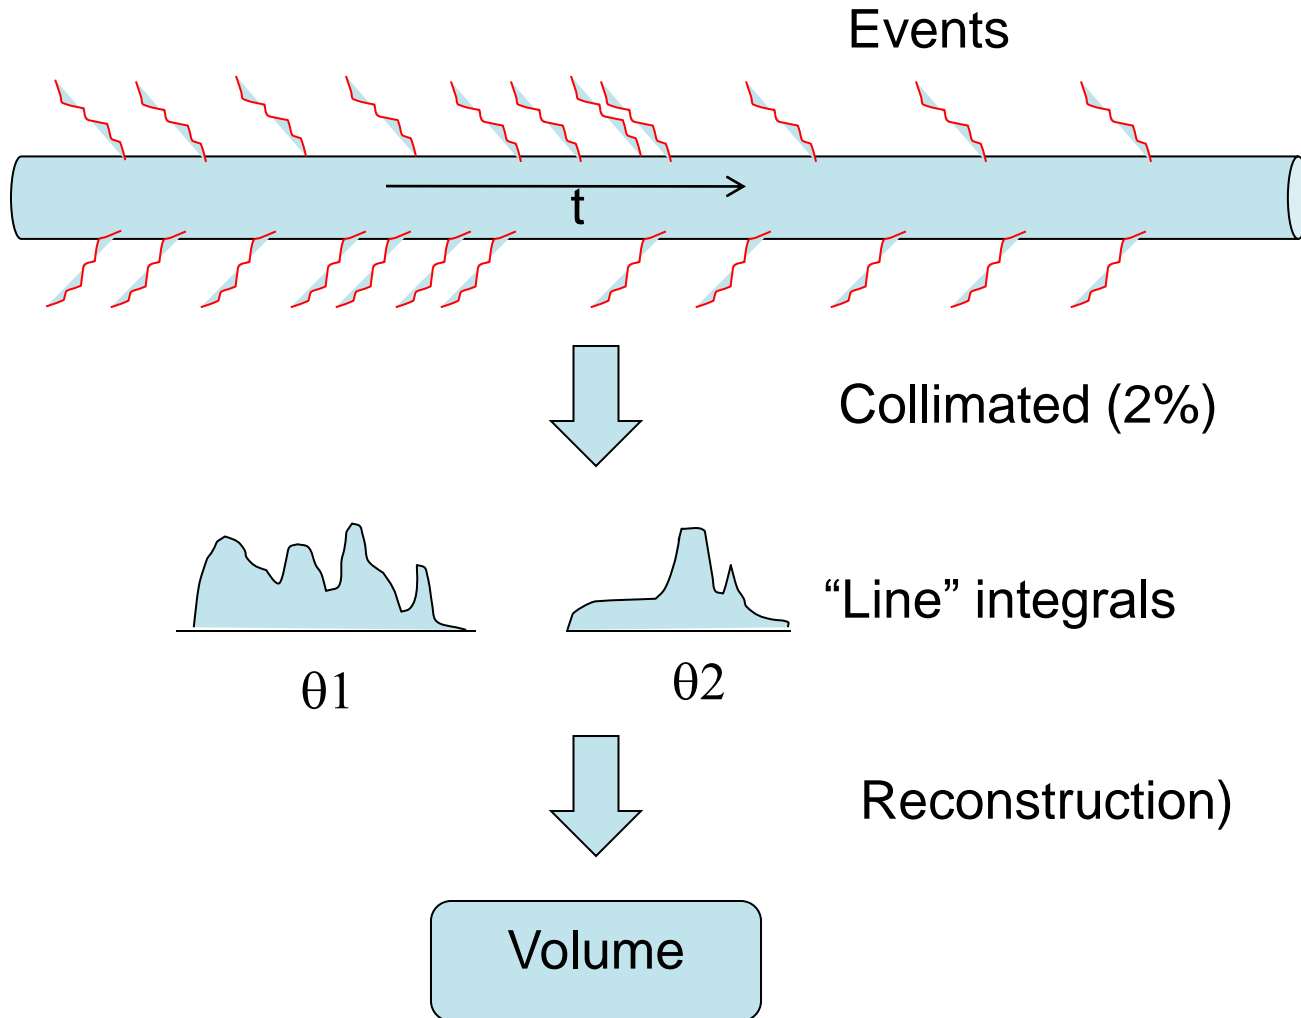 Events
t
Collimated (2%)
“Line” integrals
θ1
θ2
Reconstruction)
Volume